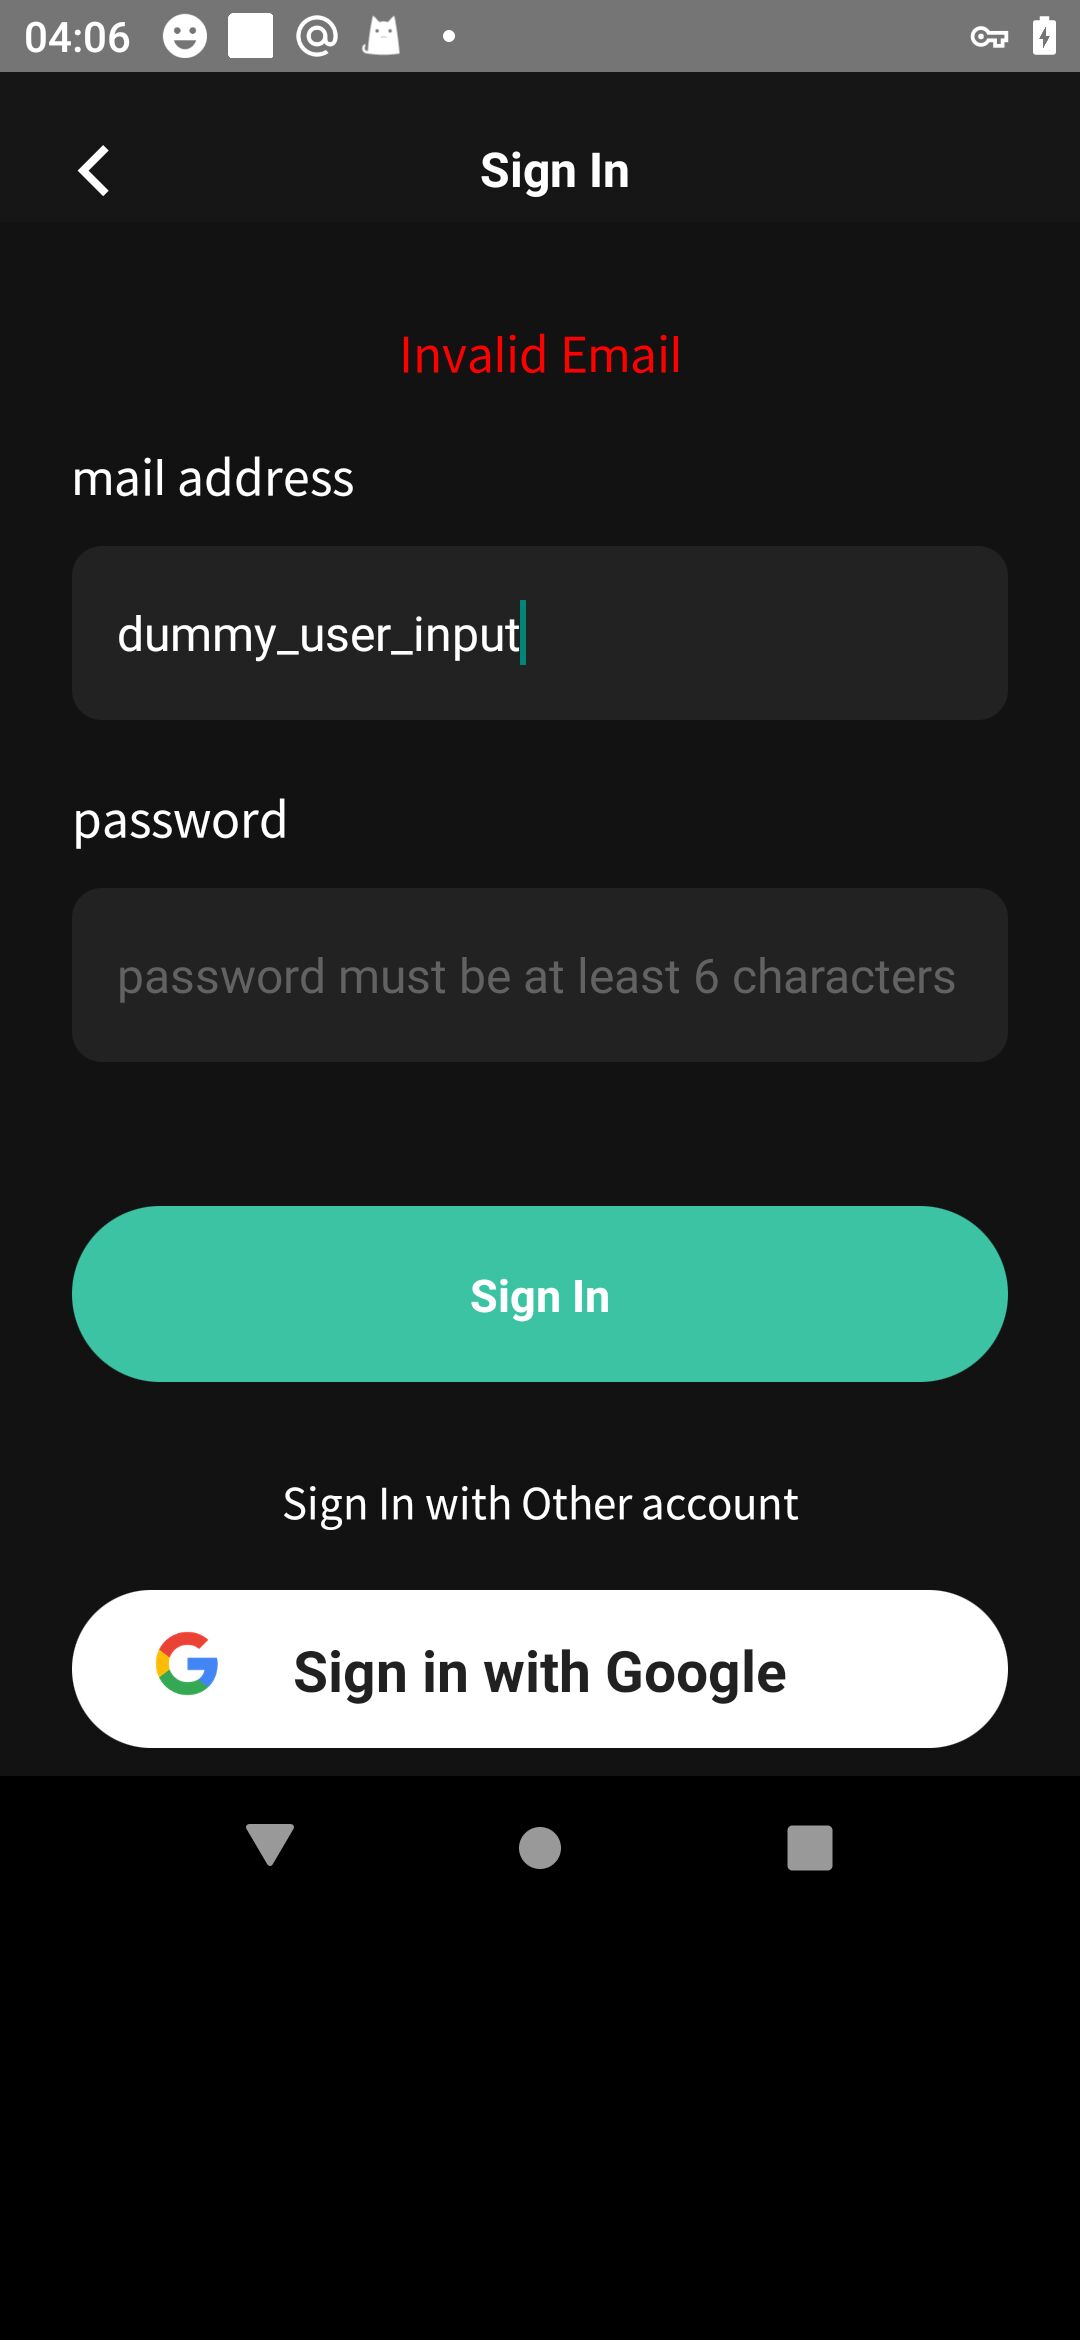 04:06
Sign In
Invalid Email
mail address
dummy_user_input
password
password must be at least 6 characters
Sign In
Sign In with Other account
Sign in with Google